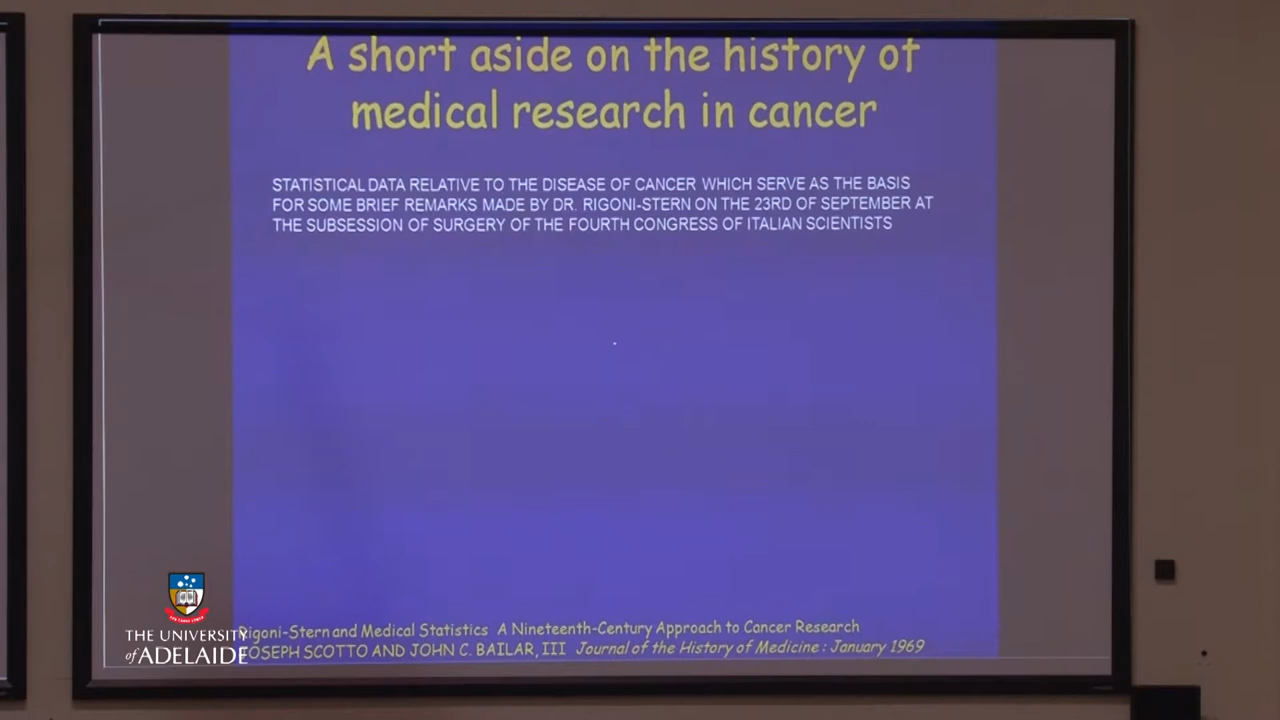 A short aside on the history of
medical research in cancer
STATISTICAL DATA RELATIVE TO THE DISEASE OF CANCER WHICH SERVE AS THE BASIS
FOR SOME BRIEF REMARKS MADE BY DR. RIGONI-STERN ON THE 23RD OF SEPTEMBER AT
THE SUBSESSION OF SURGERY OF THE FOURTH CONGRESS OF ITALIAN SCIENTISTS
Rigoni-Stern and Medical Statistics A Nineteenth-Century Approach to Cancer Research
JOSEPH SCOTTO AND JOHN C. BAILAR, III Journal of the History of Medicine : January 1969
THE UNIVERSITY
of ADELAIDE